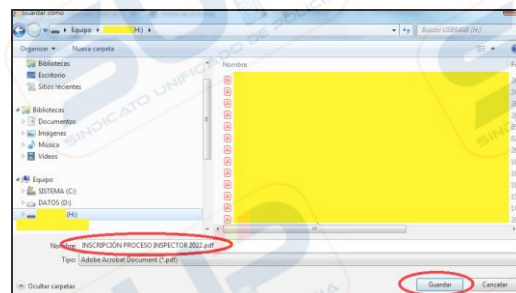 Guardar como
Equipo ▸ H:) ▸
Buscar USB64GB (H:)
Organizar ▾ Nueva carpeta
Bibliotecas
Escritorio
Sitios recientes
Bibliotecas
Documentos
Imágenes
Música
Vídeos
Equipo
SISTEMA (C:)
DATOS (D:)
(H:)
Nombre
Nombre: INSCRIPCIÓN PROCESO INSPECTOR 2022.pdf
Tipo: Adobe Acrobat Document (*.pdf)
Ocultar carpetas
Guardar
Cancelar
SINDICATO UNIFICADO DE POLICÍA